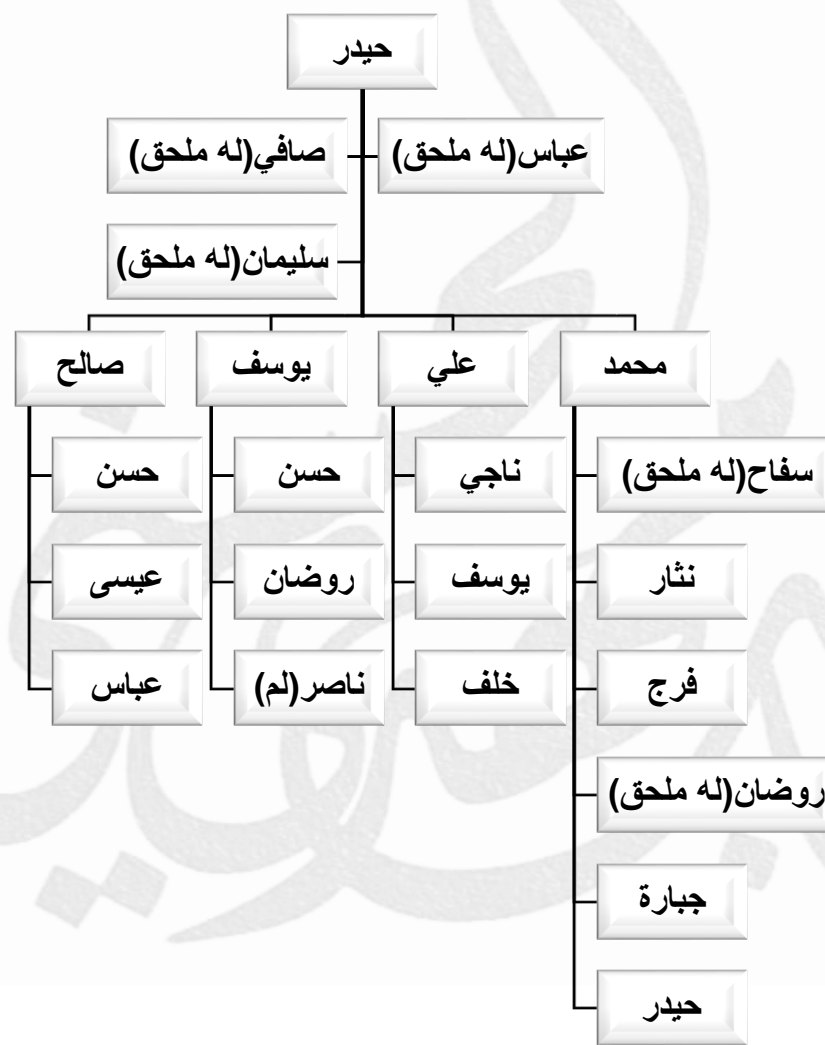 حيدر
عباس(له ملحق)
صافي(له ملحق)
سليمان(له ملحق)
محمد
علي
يوسف
صالح
سفاح(له ملحق)
ناجي
حسن
حسن
نثار
يوسف
روضان
عيسى
فرج
خلف
ناصر(لم)
عباس
روضان(له ملحق)
جبارة
حيدر